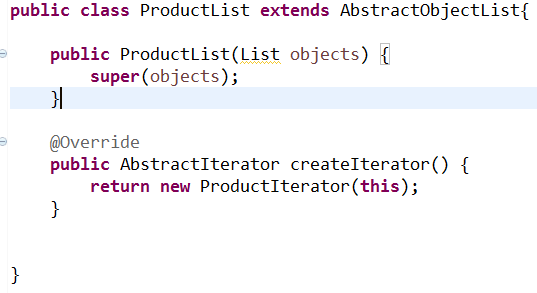 public class ProductList extends AbstractObjectList{
public ProductList(List objects) {
super(objects);
}
@Override
public AbstractIterator createIterator() {
return new ProductIterator(this);
}
}